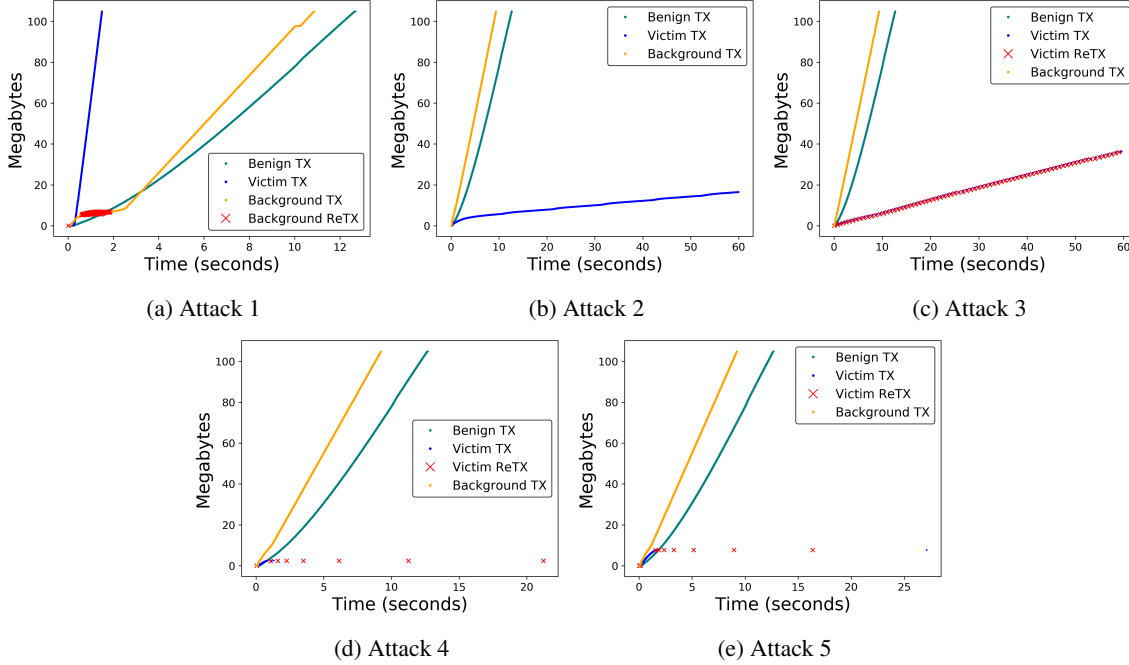 Megabytes
100
80
60
40
20
0
0
2
4
6
8
10
12
Time (seconds)
Benign TX
Victim TX
Background TX
Background ReTX
(a) Attack 1
Megabytes
100
80
60
40
20
0
0
10
20
30
40
50
60
Time (seconds)
Benign TX
Victim TX
Background TX
(b) Attack 2
Megabytes
100
80
60
40
20
0
0
10
20
30
40
50
60
Time (seconds)
Benign TX
Victim TX
Victim ReTX
Background TX
(c) Attack 3
Megabytes
100
80
60
40
20
0
0
5
10
15
20
Time (seconds)
Benign TX
Victim TX
Victim ReTX
Background TX
(d) Attack 4
Megabytes
100
80
60
40
20
0
0
5
10
15
20
25
Time (seconds)
Benign TX
Victim TX
Victim ReTX
Background TX
(e) Attack 5